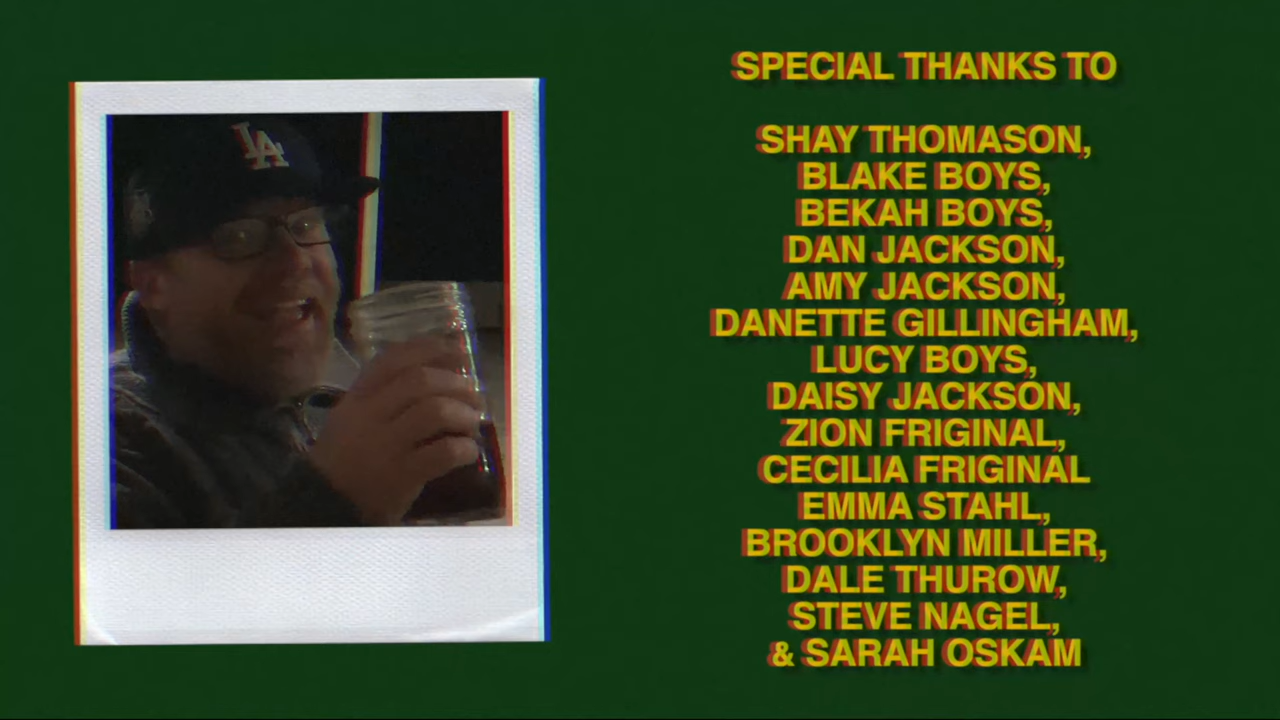 LA
SPECIAL THANKS TO
SHAY THOMASON,
BLAKE BOYS,
BEKAH BOYS,
DAN JACKSON,
AMY JACKSON,
DANETTE GILLINGHAM,
LUCY BOYS,
DAISY JACKSON,
ZION FRIGINAL,
CECILIA FRIGINAL
EMMA STAHL,
BROOKLYN MILLER,
DALE THUROW,
STEVE NAGEL,
& SARAH OSKAM